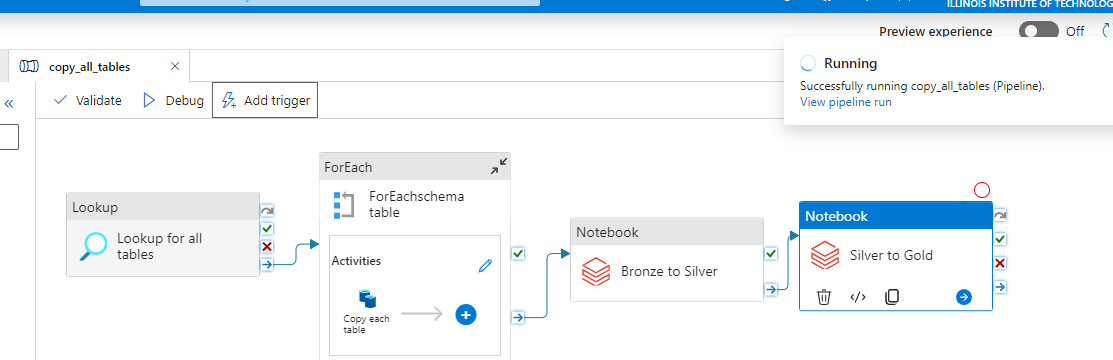 ILLINOIS INSTITUTE OF TECHNOLOG
Preview experience
Off
copy_all_tables
Running
Successfully running copy_all_tables (Pipeline).
View pipeline run
Validate
Debug
Add trigger
ForEach
ForEachschema
table
Activities
Copy each
table
Lookup
Lookup for all
tables
Notebook
Bronze to Silver
Notebook
Silver to Gold